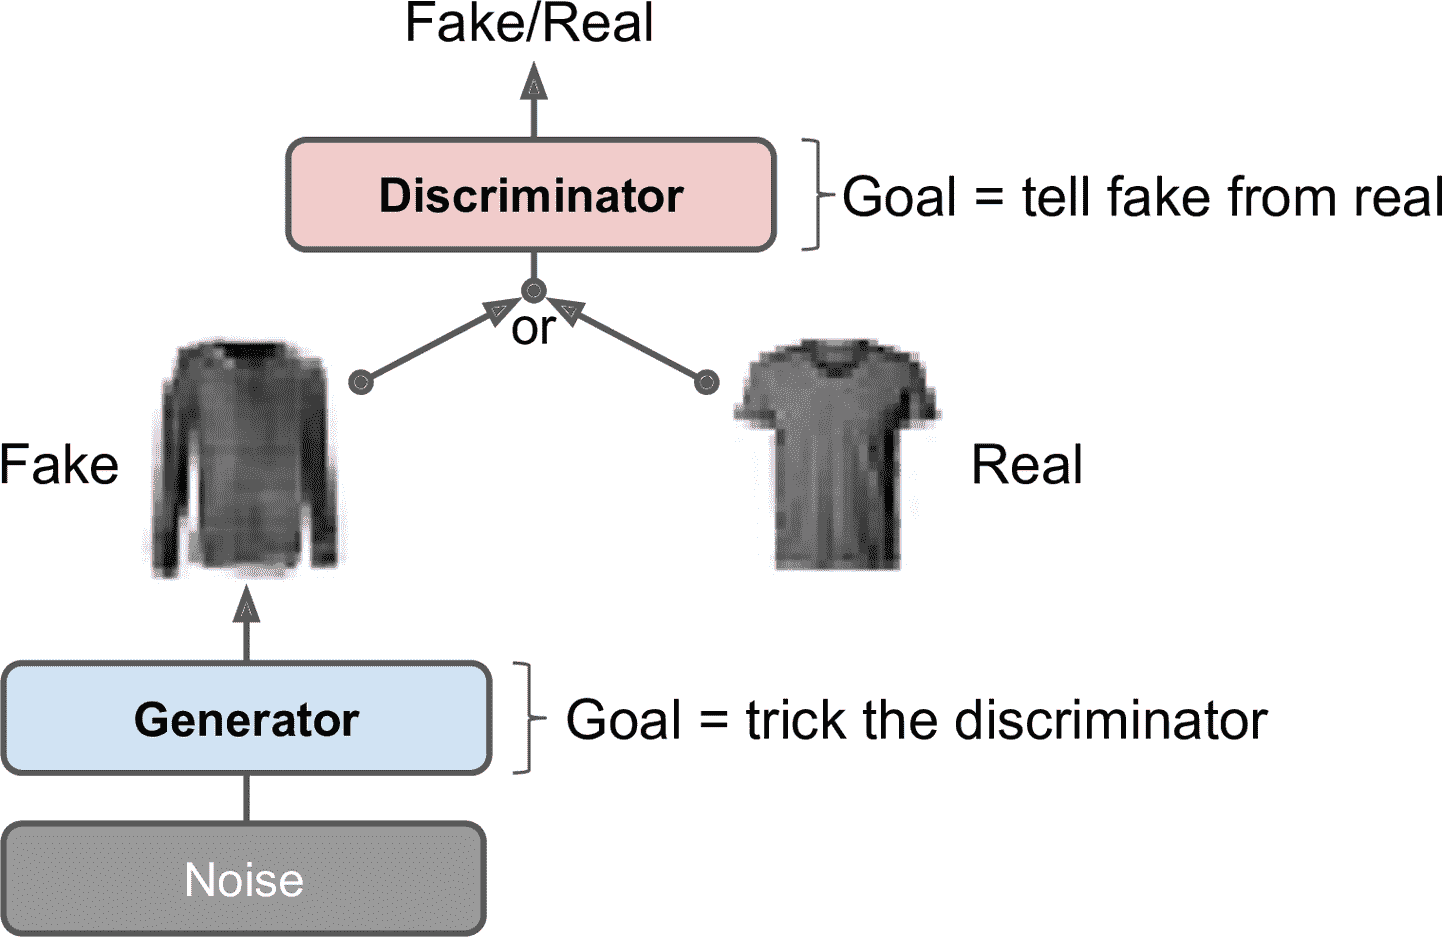 Fake/Real
Discriminator
Goal = tell fake from real
or
Fake
Real
Generator
Goal = trick the discriminator
Noise